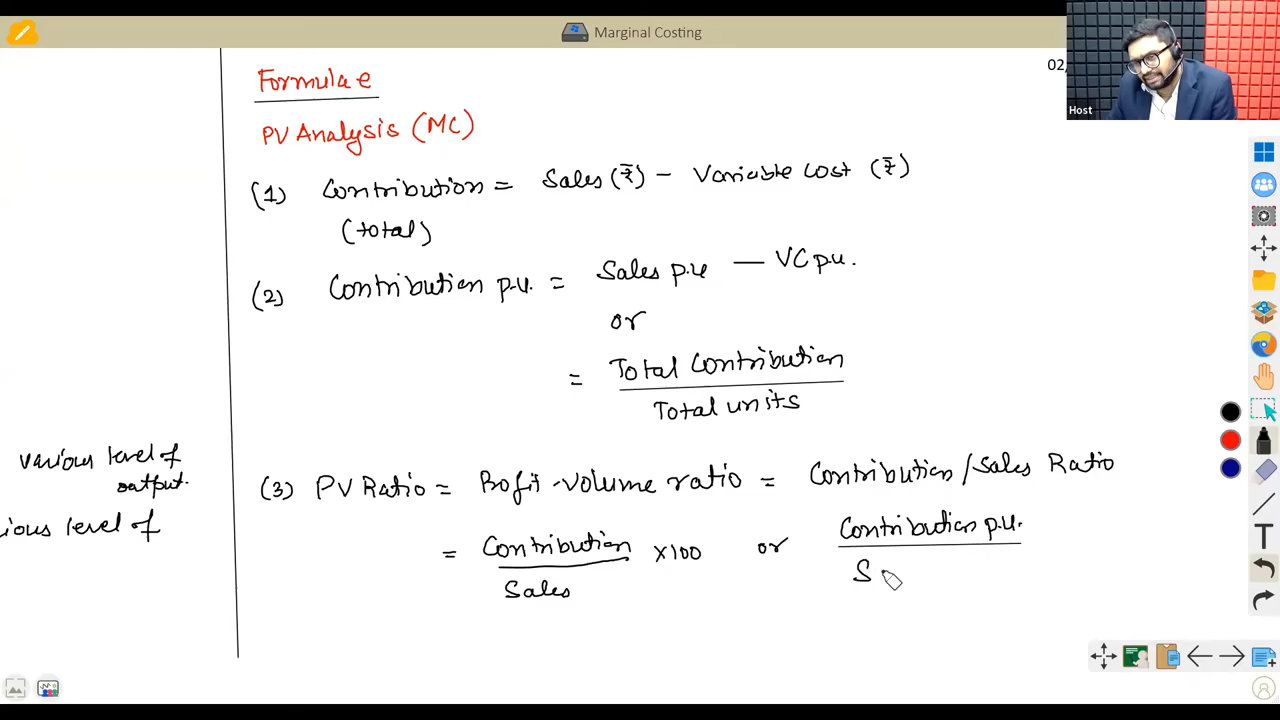 Marginal Costing
02/
Host
Formulae
PV Analysis (MC)
(1) Contribution = Sales (₹) - Variable Cost (₹)
(total)
(2) Contribution p.u. = Sales p.u — VC p.u.
or
= Total Contribution
Total units
various level of
output.
ious level of
(3) PV Ratio = Profit-Volume ratio = Contribution/Sales Ratio
= Contribution x100 or Contribution p.u.
Sales S